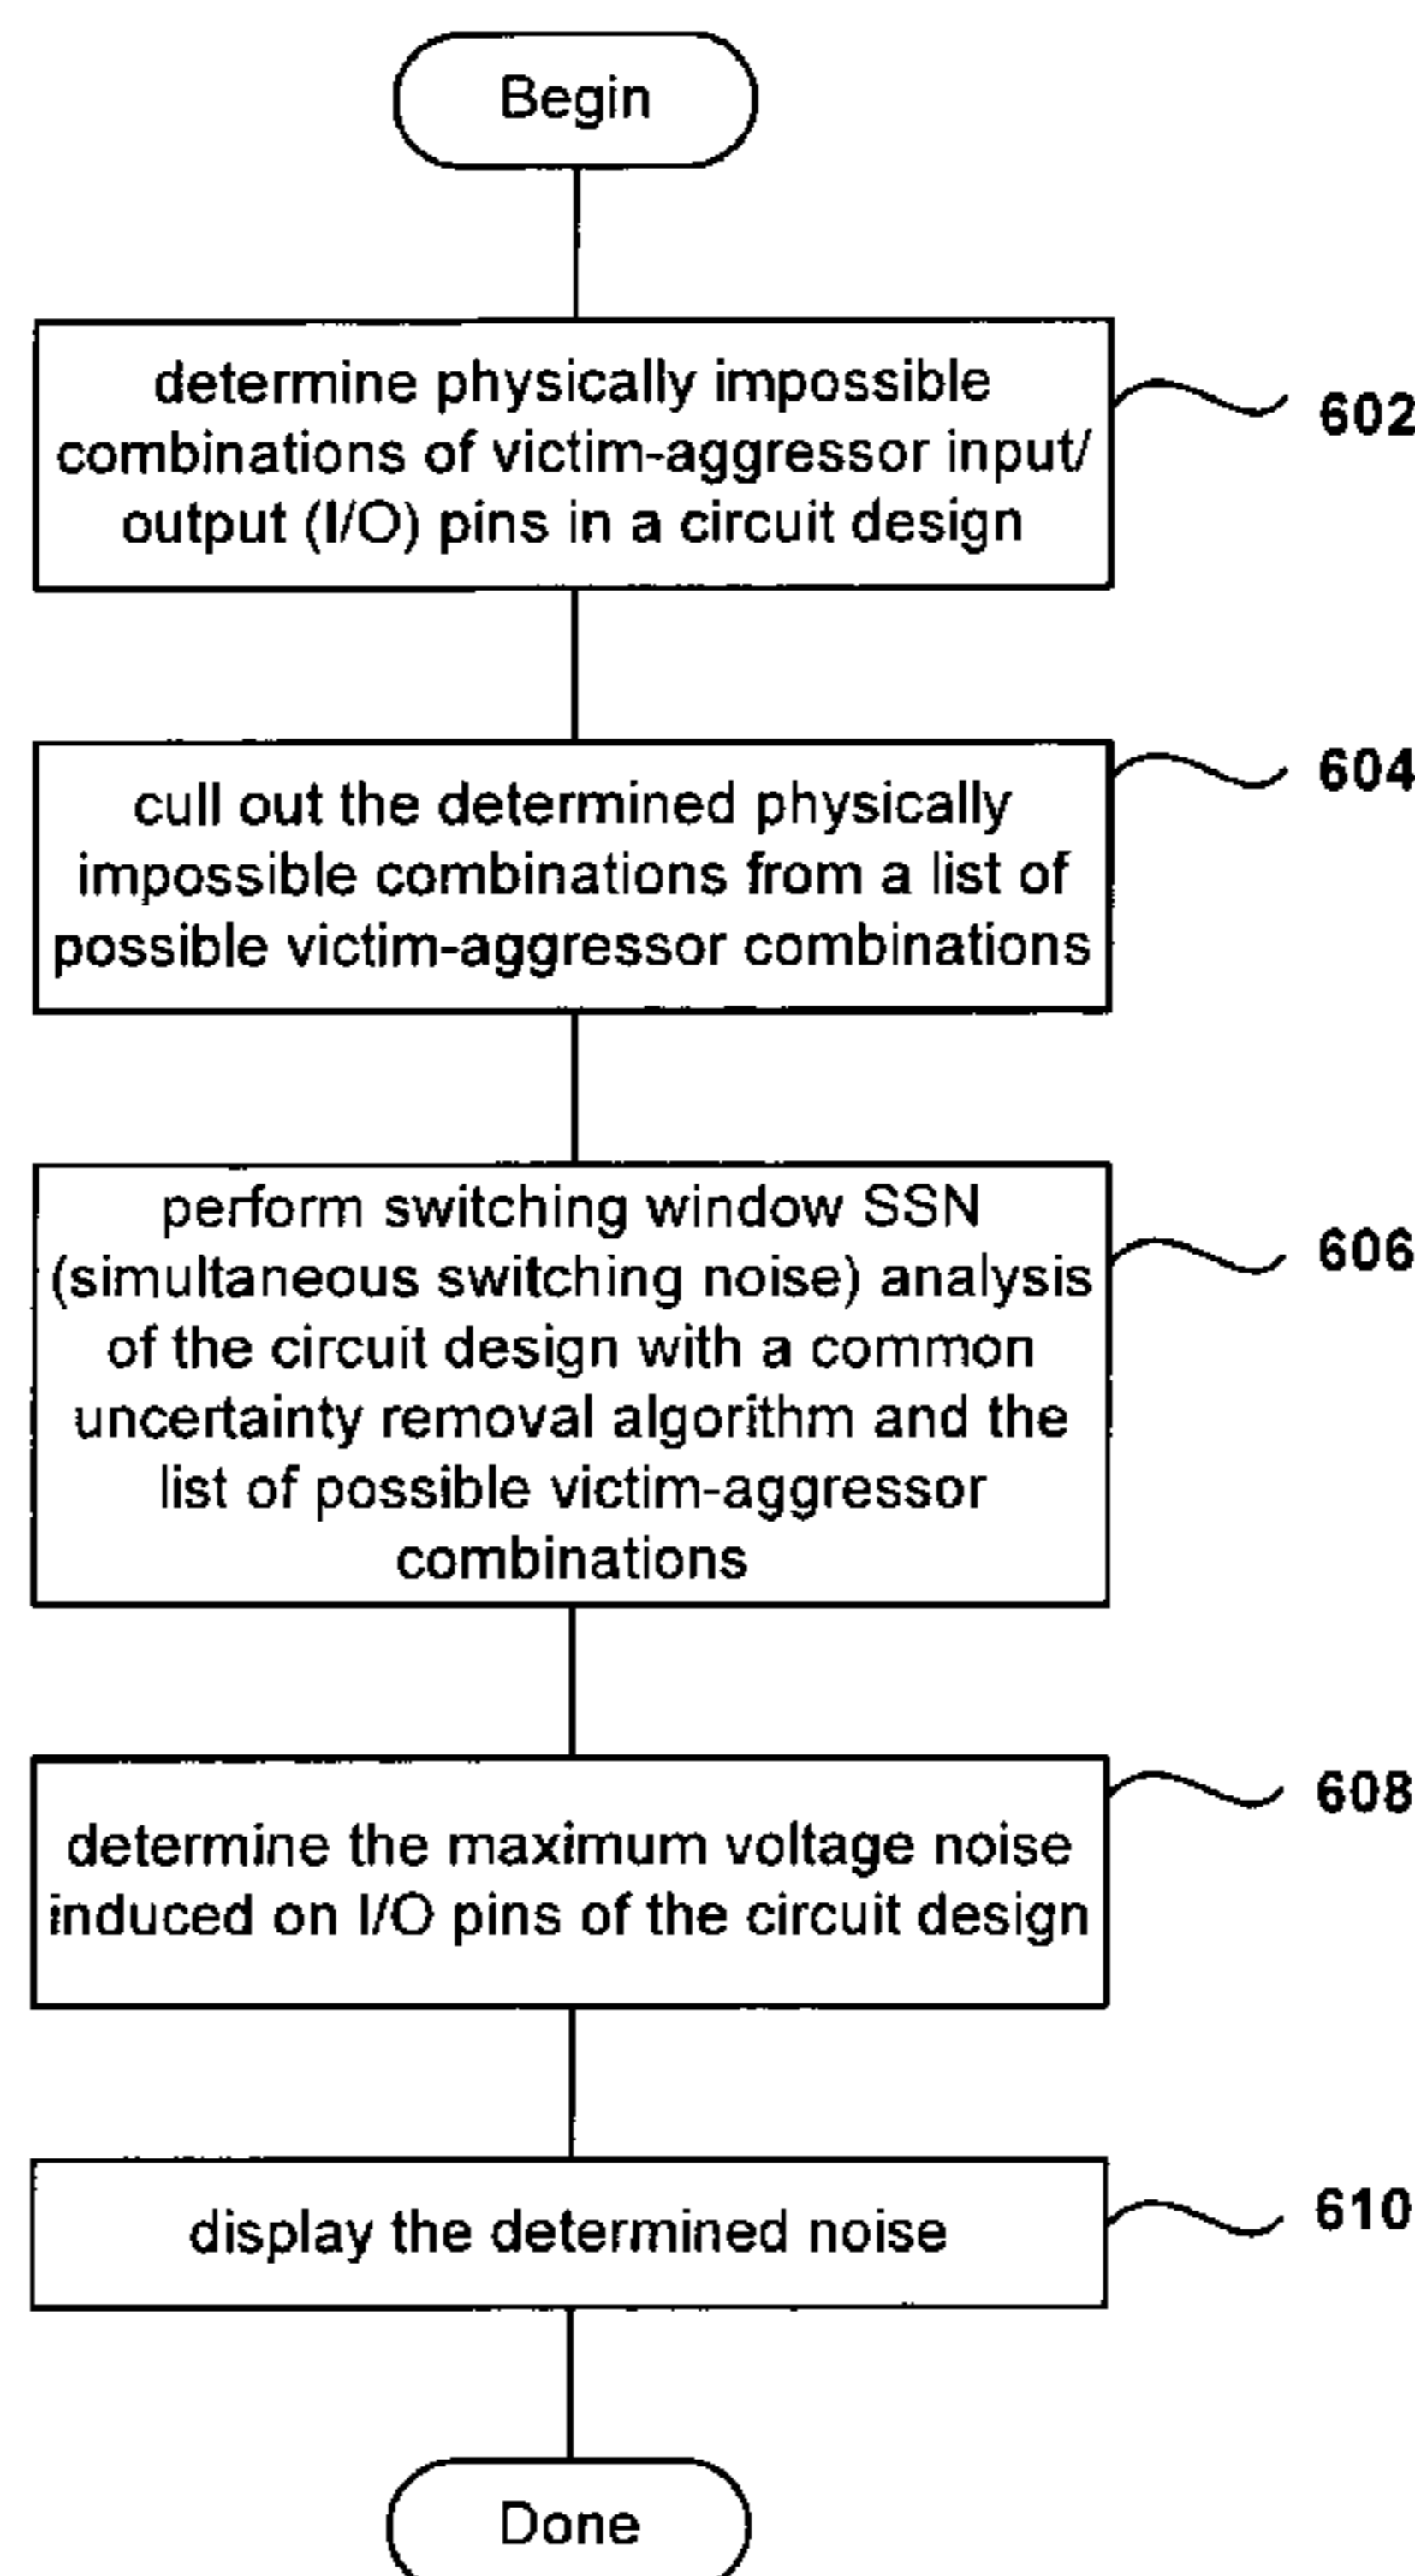 Begin
determine physically impossible
combinations of victim-aggressor input/
output (I/O) pins in a circuit design
602
cull out the determined physically
impossible combinations from a list of
possible victim-aggressor combinations
604
perform switching window SSN
(simultaneous switching noise) analysis
of the circuit design with a common
uncertainty removal algorithm and the
list of possible victim-aggressor
combinations
606
determine the maximum voltage noise
induced on I/O pins of the circuit design
608
display the determined noise
610
Done